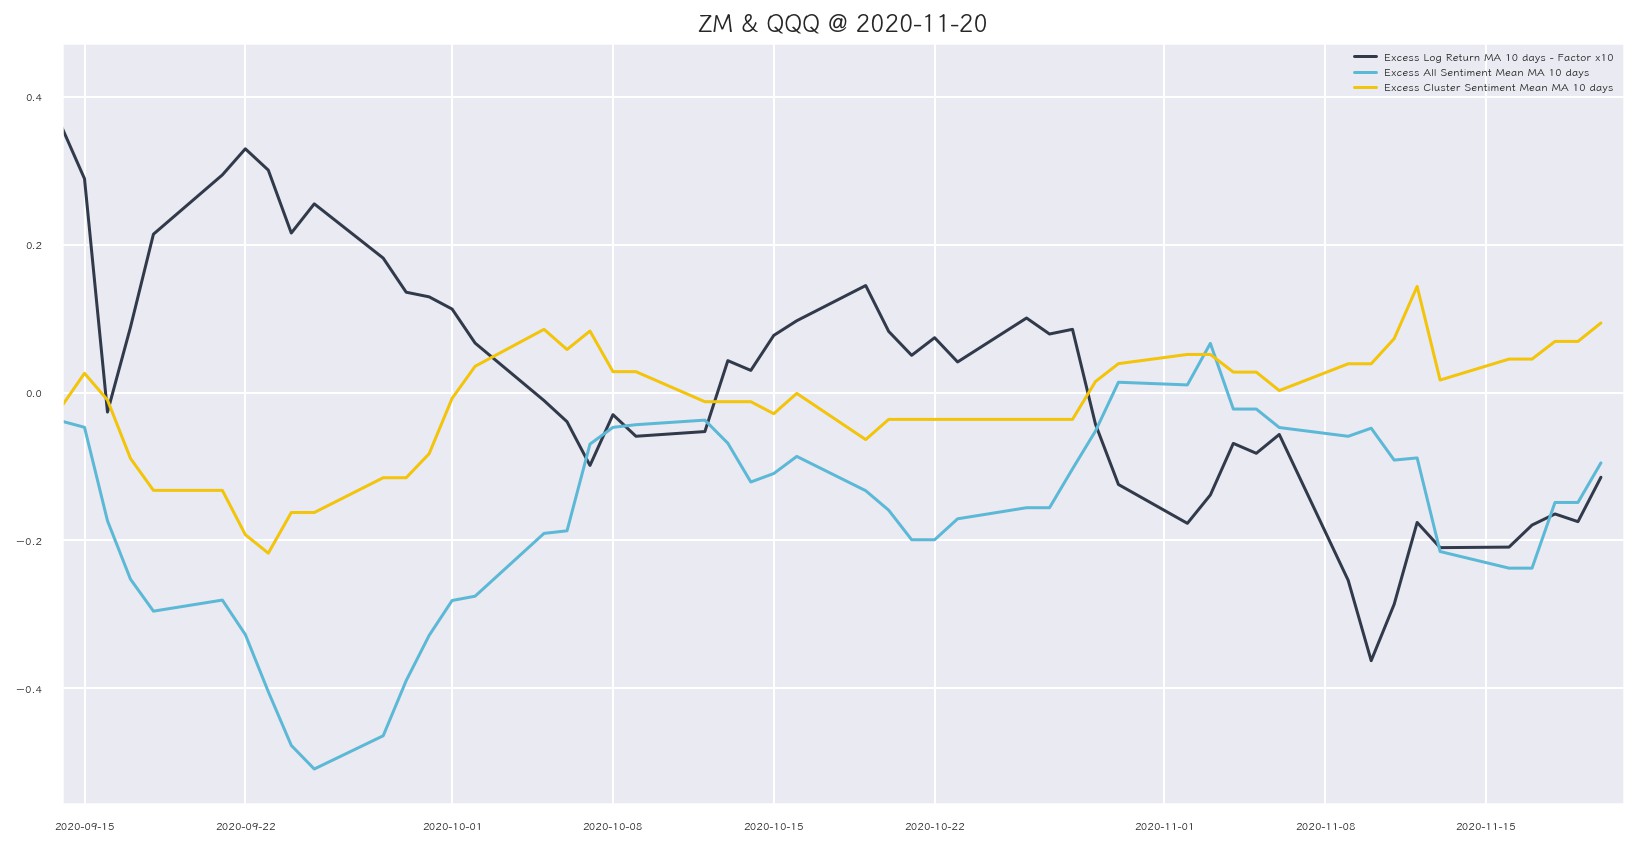 ZM & QQQ @ 2020-11-20
Excess Log Return MA 10 days - Factor x10
Excess All Sentiment Mean MA 10 days
Excess Cluster Sentiment Mean MA 10 days
0.4
0.2
0.0
−0.2
−0.4
2020-09-15 2020-09-22 2020-10-01 2020-10-08 2020-10-15 2020-10-22 2020-11-01 2020-11-08 2020-11-15